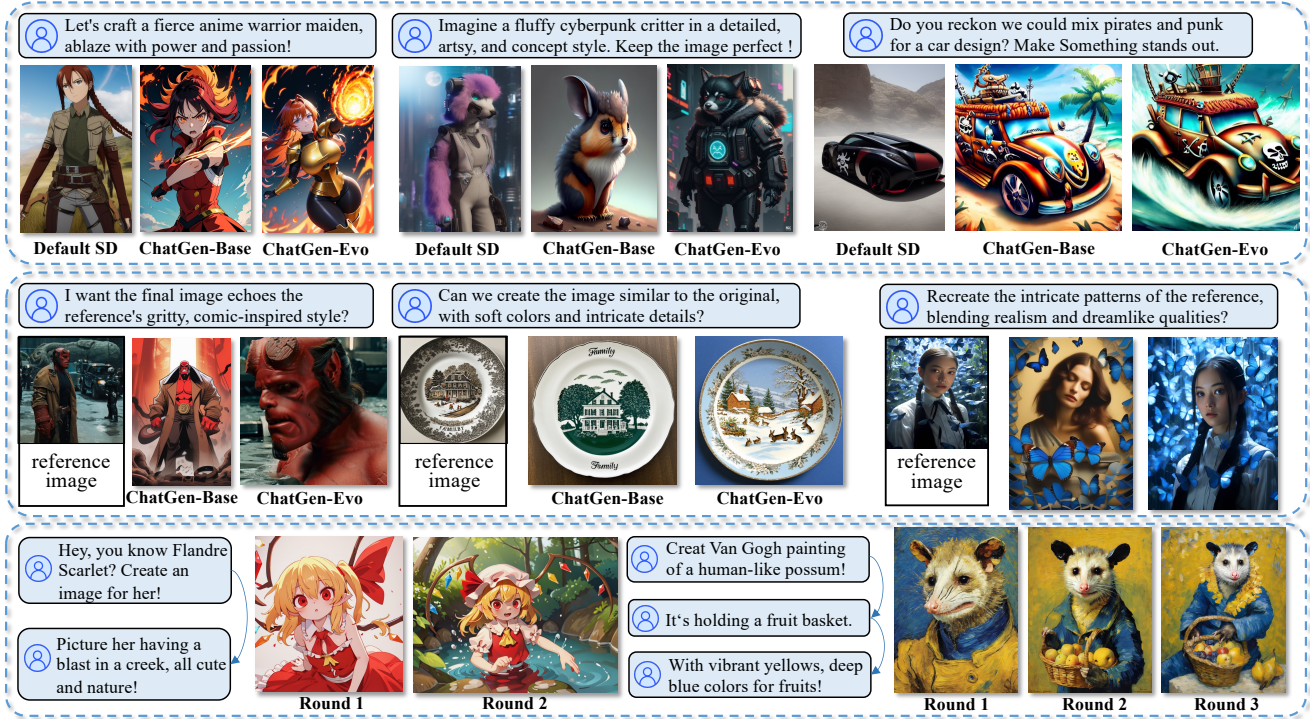 Let's craft a fierce anime warrior maiden,
ablaze with power and passion!
Imagine a fluffy cyberpunk critter in a detailed,
artsy, and concept style. Keep the image perfect !
Do you reckon we could mix pirates and punk
for a car design? Make Something stands out.
Default SD
ChatGen-Base
ChatGen-Evo
Default SD
ChatGen-Base
ChatGen-Evo
Default SD
ChatGen-Base
ChatGen-Evo
I want the final image echoes the
reference's gritty, comic-inspired style?
Can we create the image similar to the original,
with soft colors and intricate details?
Recreate the intricate patterns of the reference,
blending realism and dreamlike qualities?
reference
image
ChatGen-Base
ChatGen-Evo
FAMILY
reference
image
Family
Family
ChatGen-Base
ChatGen-Evo
reference
image
Hey, you know Flandre
Scarlet? Create an
image for her!
Picture her having a
blast in a creek, all cute
and nature!
Round 1
Round 2
Creat Van Gogh painting
of a human-like possum!
It's holding a fruit basket.
With vibrant yellows, deep
blue colors for fruits!
Round 1
Round 2
Round 3